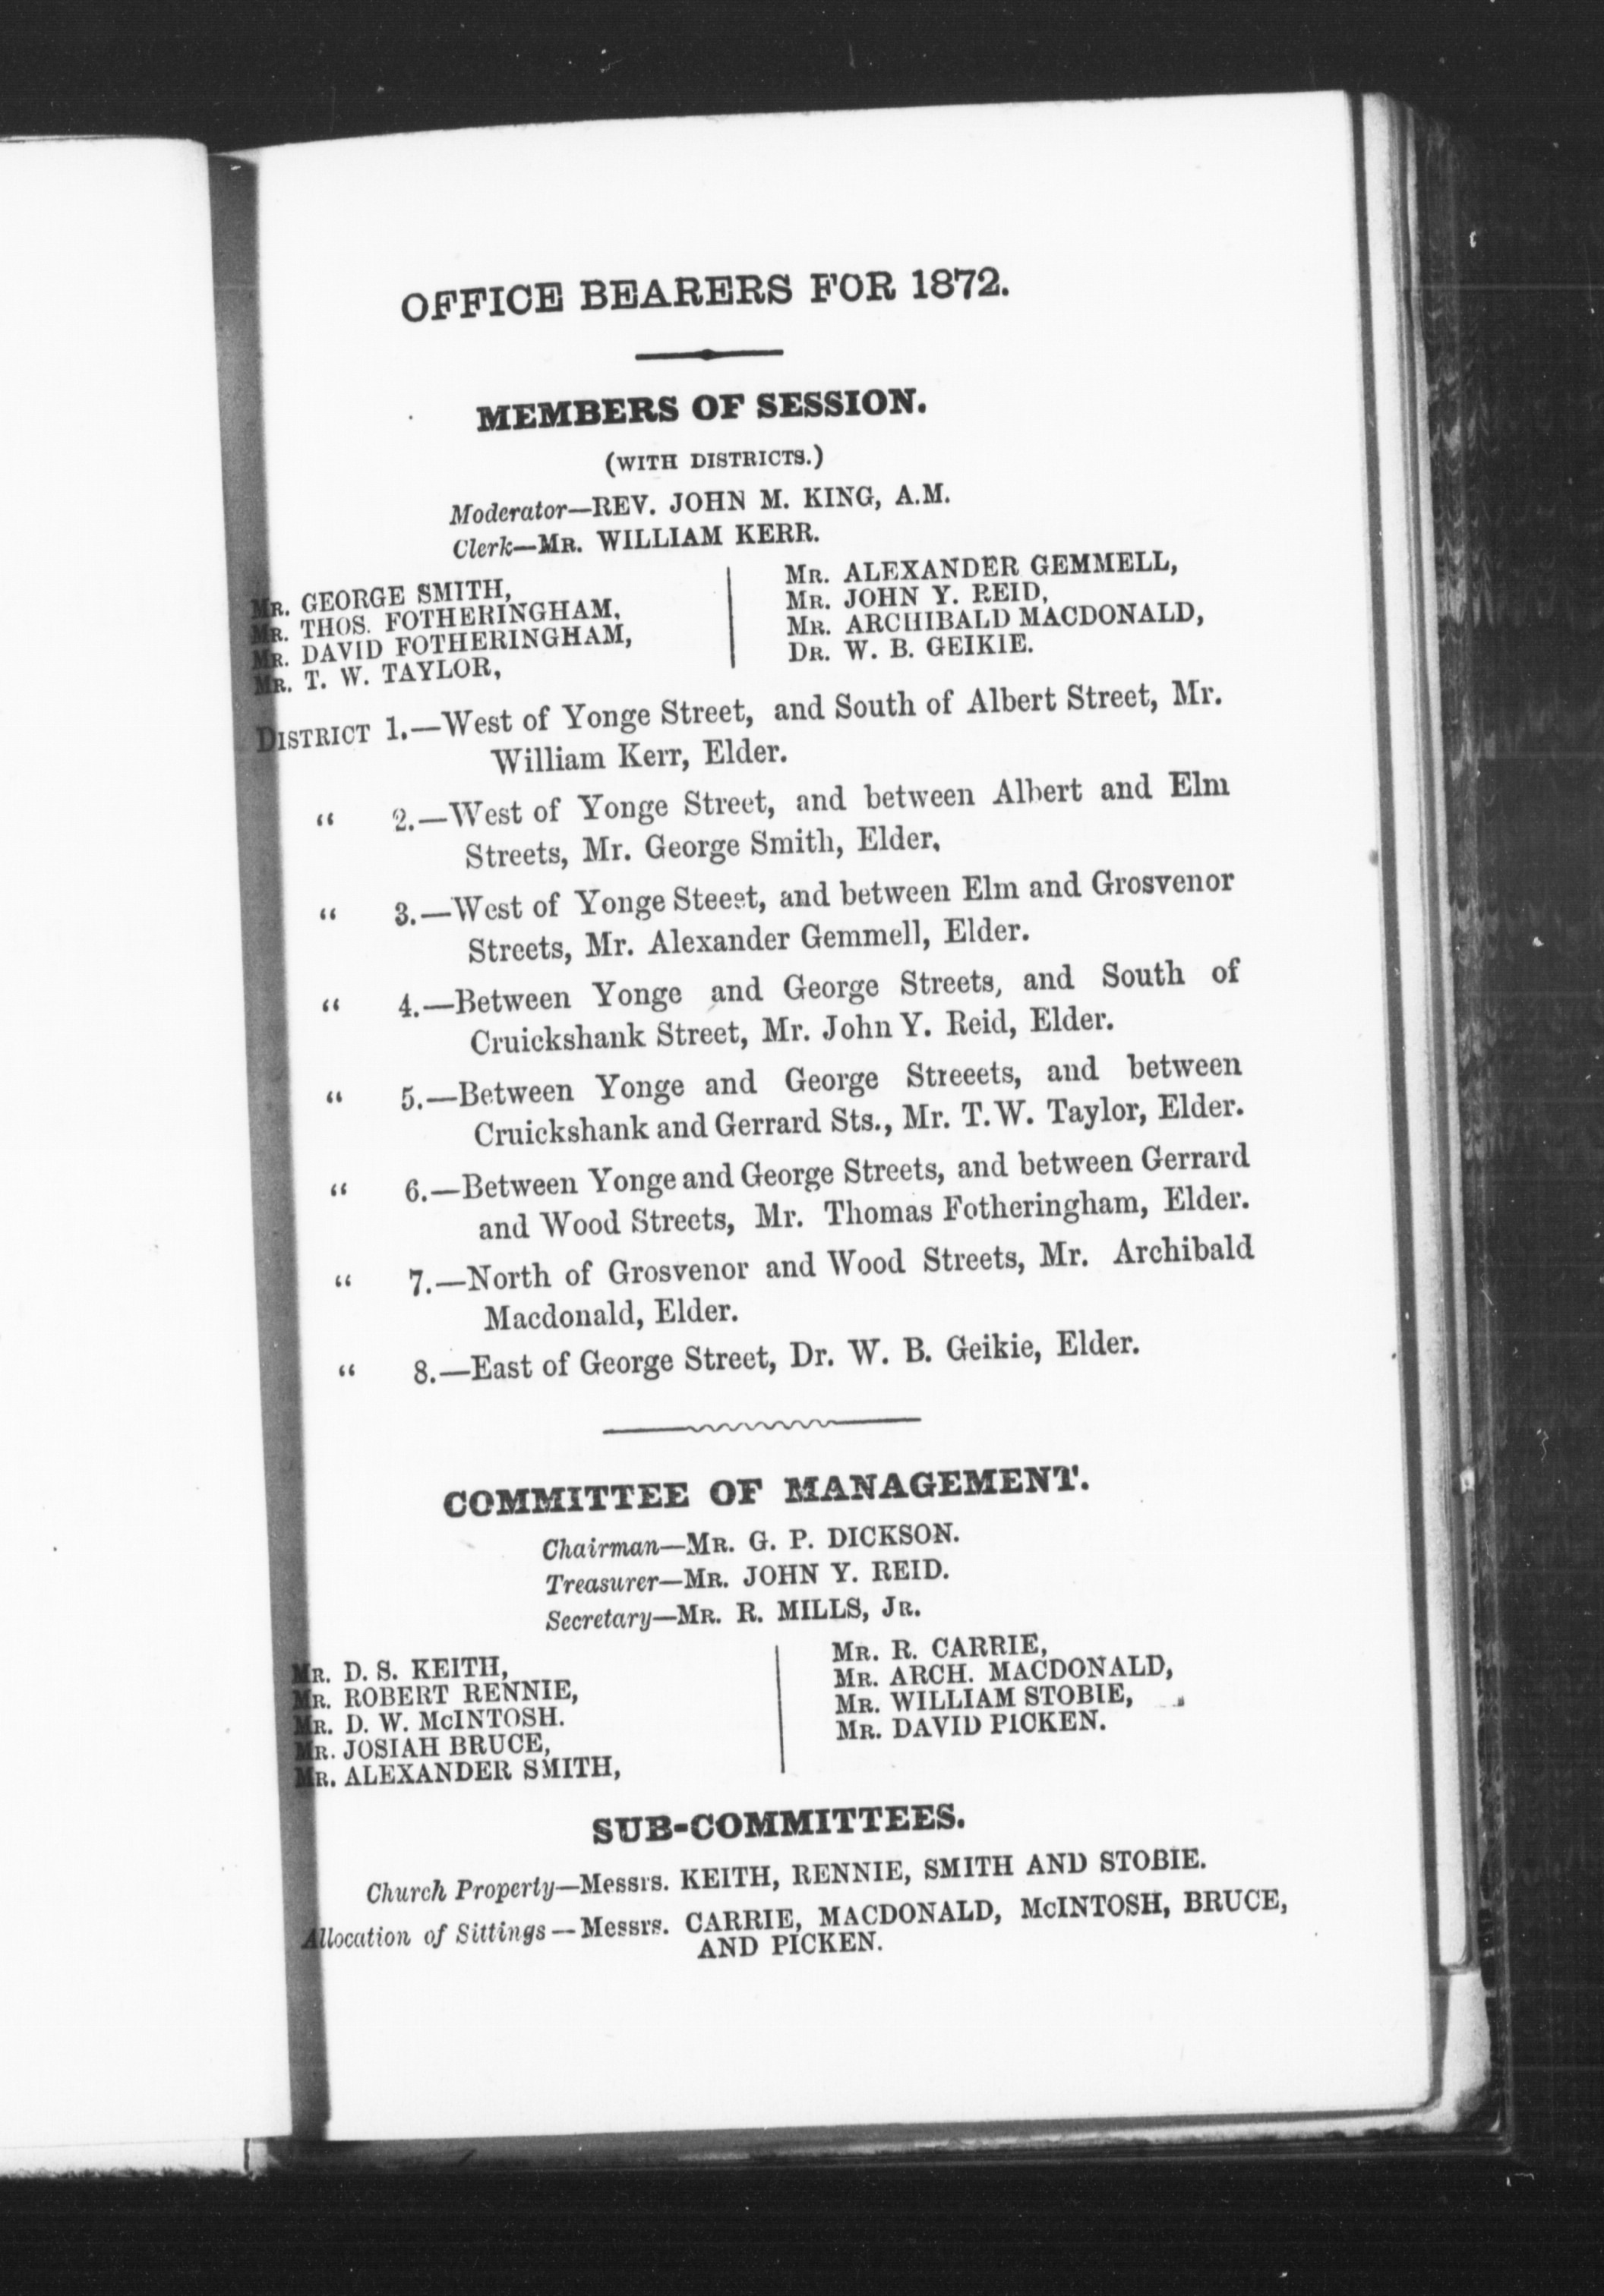 OFFICE BEARERS FOR 1872.
MEMBERS OF SESSION.
(WITH DISTRICTS.)
Moderator—REV. JOHN M. KING, A.M.
Clerk—MR. WILLIAM KERR.
MR. GEORGE SMITH,
MR. THOS. FOTHERINGHAM,
MR. DAVID FOTHERINGHAM,
MR. T. W. TAYLOR,
MR. ALEXANDER GEMMELL,
MR. JOHN Y. REID,
MR. ARCHIBALD MACDONALD,
DR. W. B. GEIKIE.
DISTRICT 1.—West of Yonge Street, and South of Albert Street, Mr.
William Kerr, Elder.
“ 2.—West of Yonge Street, and between Albert and Elm
Streets, Mr. George Smith, Elder.
“ 3.—West of Yonge Steeet, and between Elm and Grosvenor
Streets, Mr. Alexander Gemmell, Elder.
“ 4.—Between Yonge and George Streets, and South of
Cruickshank Street, Mr. John Y. Reid, Elder.
“ 5.—Between Yonge and George Streeets, and between
Cruickshank and Gerrard Sts., Mr. T. W. Taylor, Elder.
“ 6.—Between Yonge and George Streets, and between Gerrard
and Wood Streets, Mr. Thomas Fotheringham, Elder.
“ 7.—North of Grosvenor and Wood Streets, Mr. Archibald
Macdonald, Elder.
“ 8.—East of George Street, Dr. W. B. Geikie, Elder.
COMMITTEE OF MANAGEMENT.
Chairman—MR. G. P. DICKSON.
Treasurer—MR. JOHN Y. REID.
Secretary—MR. R. MILLS, JR.
MR. D. S. KEITH,
MR. ROBERT RENNIE,
MR. D. W. McINTOSH.
MR. JOSIAH BRUCE,
MR. ALEXANDER SMITH,
MR. R. CARRIE,
MR. ARCH. MACDONALD,
MR. WILLIAM STOBIE,
MR. DAVID PICKEN.
SUB-COMMITTEES.
Church Property—Messrs. KEITH, RENNIE, SMITH AND STOBIE.
Allocation of Sittings—Messrs. CARRIE, MACDONALD, McINTOSH, BRUCE,
AND PICKEN.